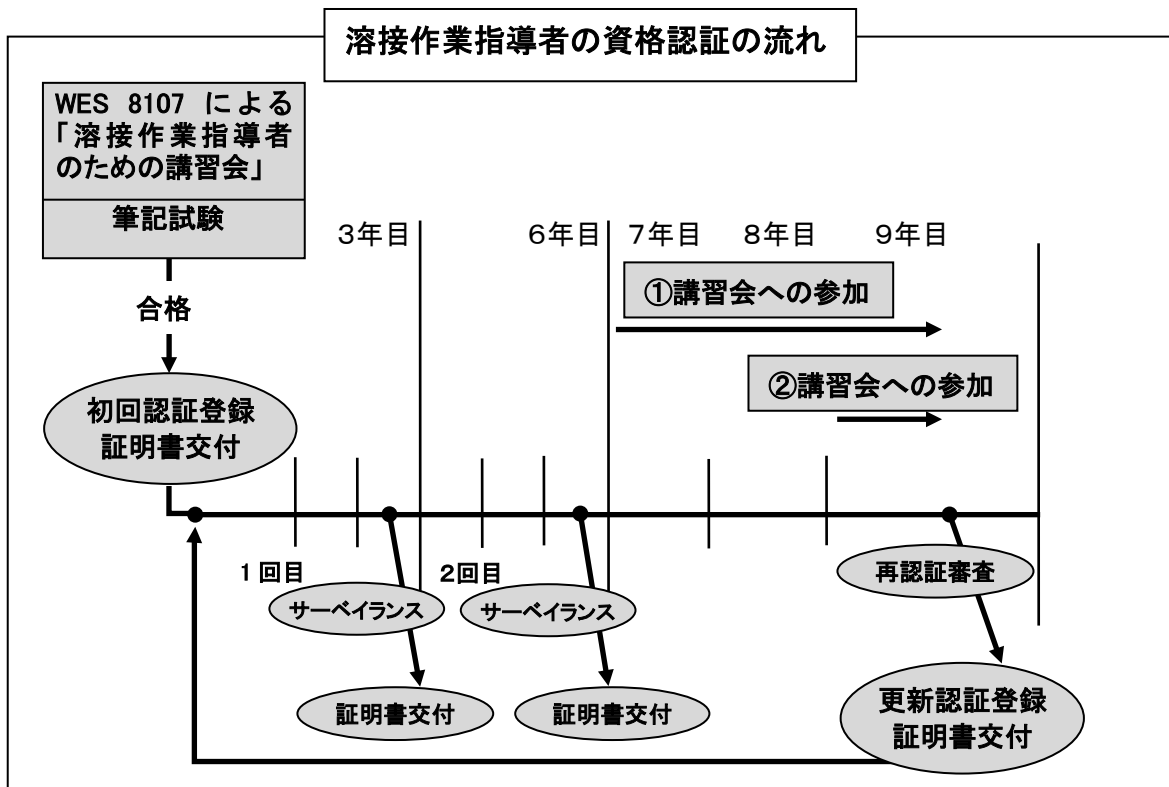 溶接作業指導者の資格認証の流れ
WES 8107 による
「溶接作業指導者
のための講習会」
筆記試験
合格
初回認証登録
証明書交付
3年目
6年目
7年目
8年目
9年目
①講習会への参加
②講習会への参加
1回目
サーベイランス
2回目
サーベイランス
再認証審査
証明書交付
証明書交付
更新認証登録
証明書交付